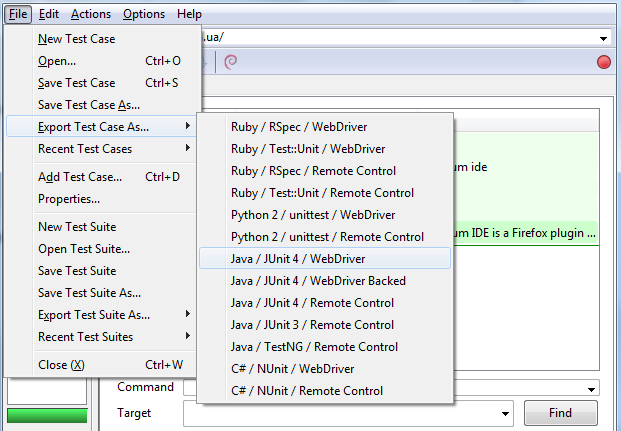 File Edit Actions Options Help
.ua/
New Test Case
Open... Ctrl+O
Save Test Case Ctrl+S
Save Test Case As...
Export Test Case As...
Recent Test Cases
Add Test Case... Ctrl+D
Properties...
New Test Suite
Open Test Suite...
Save Test Suite
Save Test Suite As...
Export Test Suite As...
Recent Test Suites
Close (X) Ctrl+W
Ruby / RSpec / WebDriver
Ruby / Test::Unit / WebDriver
Ruby / RSpec / Remote Control
Ruby / Test::Unit / Remote Control
Python 2 / unittest / WebDriver
Python 2 / unittest / Remote Control
Java / JUnit 4 / WebDriver
Java / JUnit 4 / WebDriver Backed
Java / JUnit 4 / Remote Control
Java / JUnit 3 / Remote Control
Java / TestNG / Remote Control
C# / NUnit / WebDriver
C# / NUnit / Remote Control
um ide
um IDE is a Firefox plugin ...
Command
Target
Find